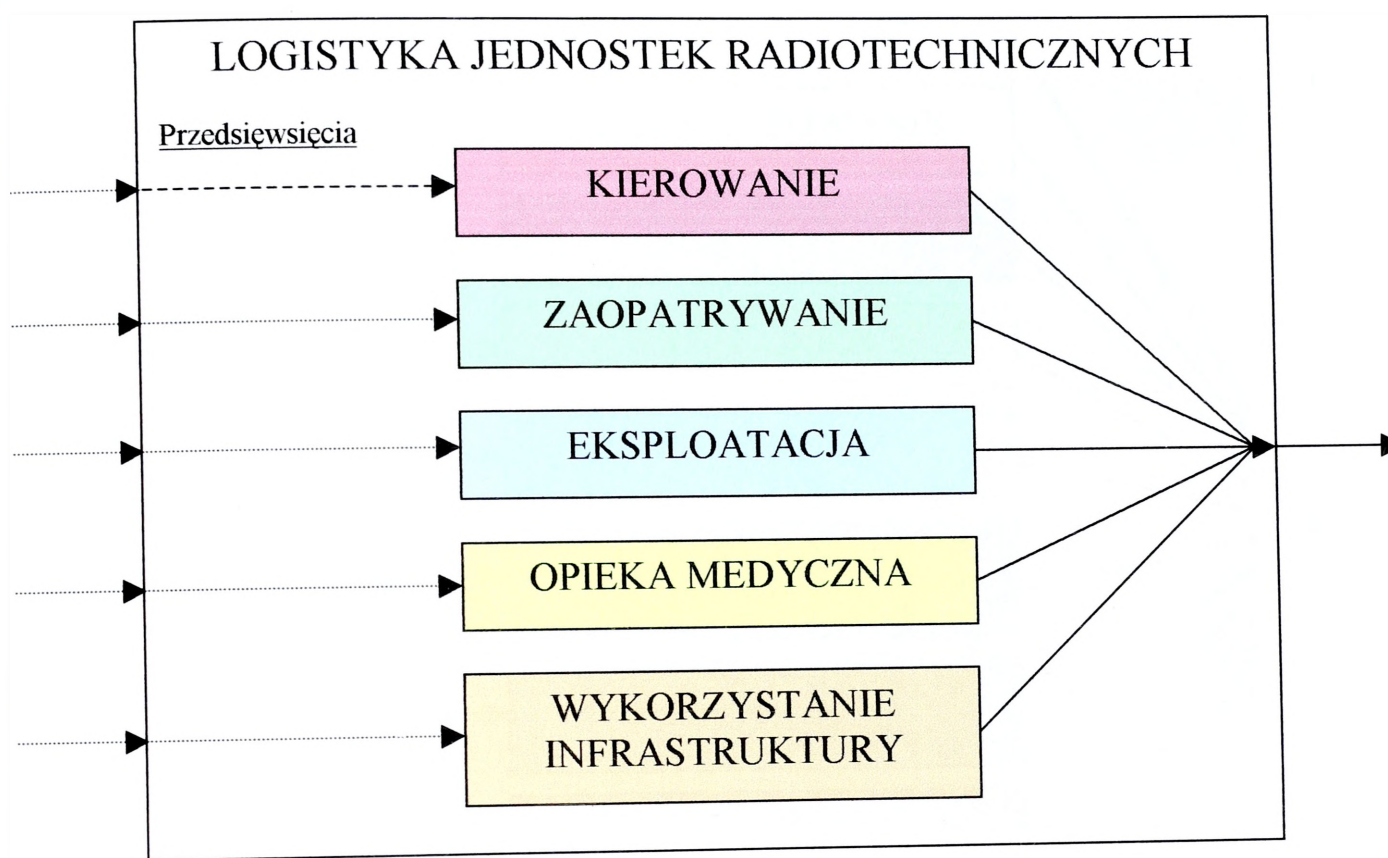 LOGISTYKA JEDNOSTEK RADIOTECHNICZNYCH
Przedsięwsięcia
KIEROWANIE
ZAOPATRYWANIE
EKSPLOATACJA
OPIEKA MEDYCZNA
WYKORZYSTANIE
INFRASTRUKTURY